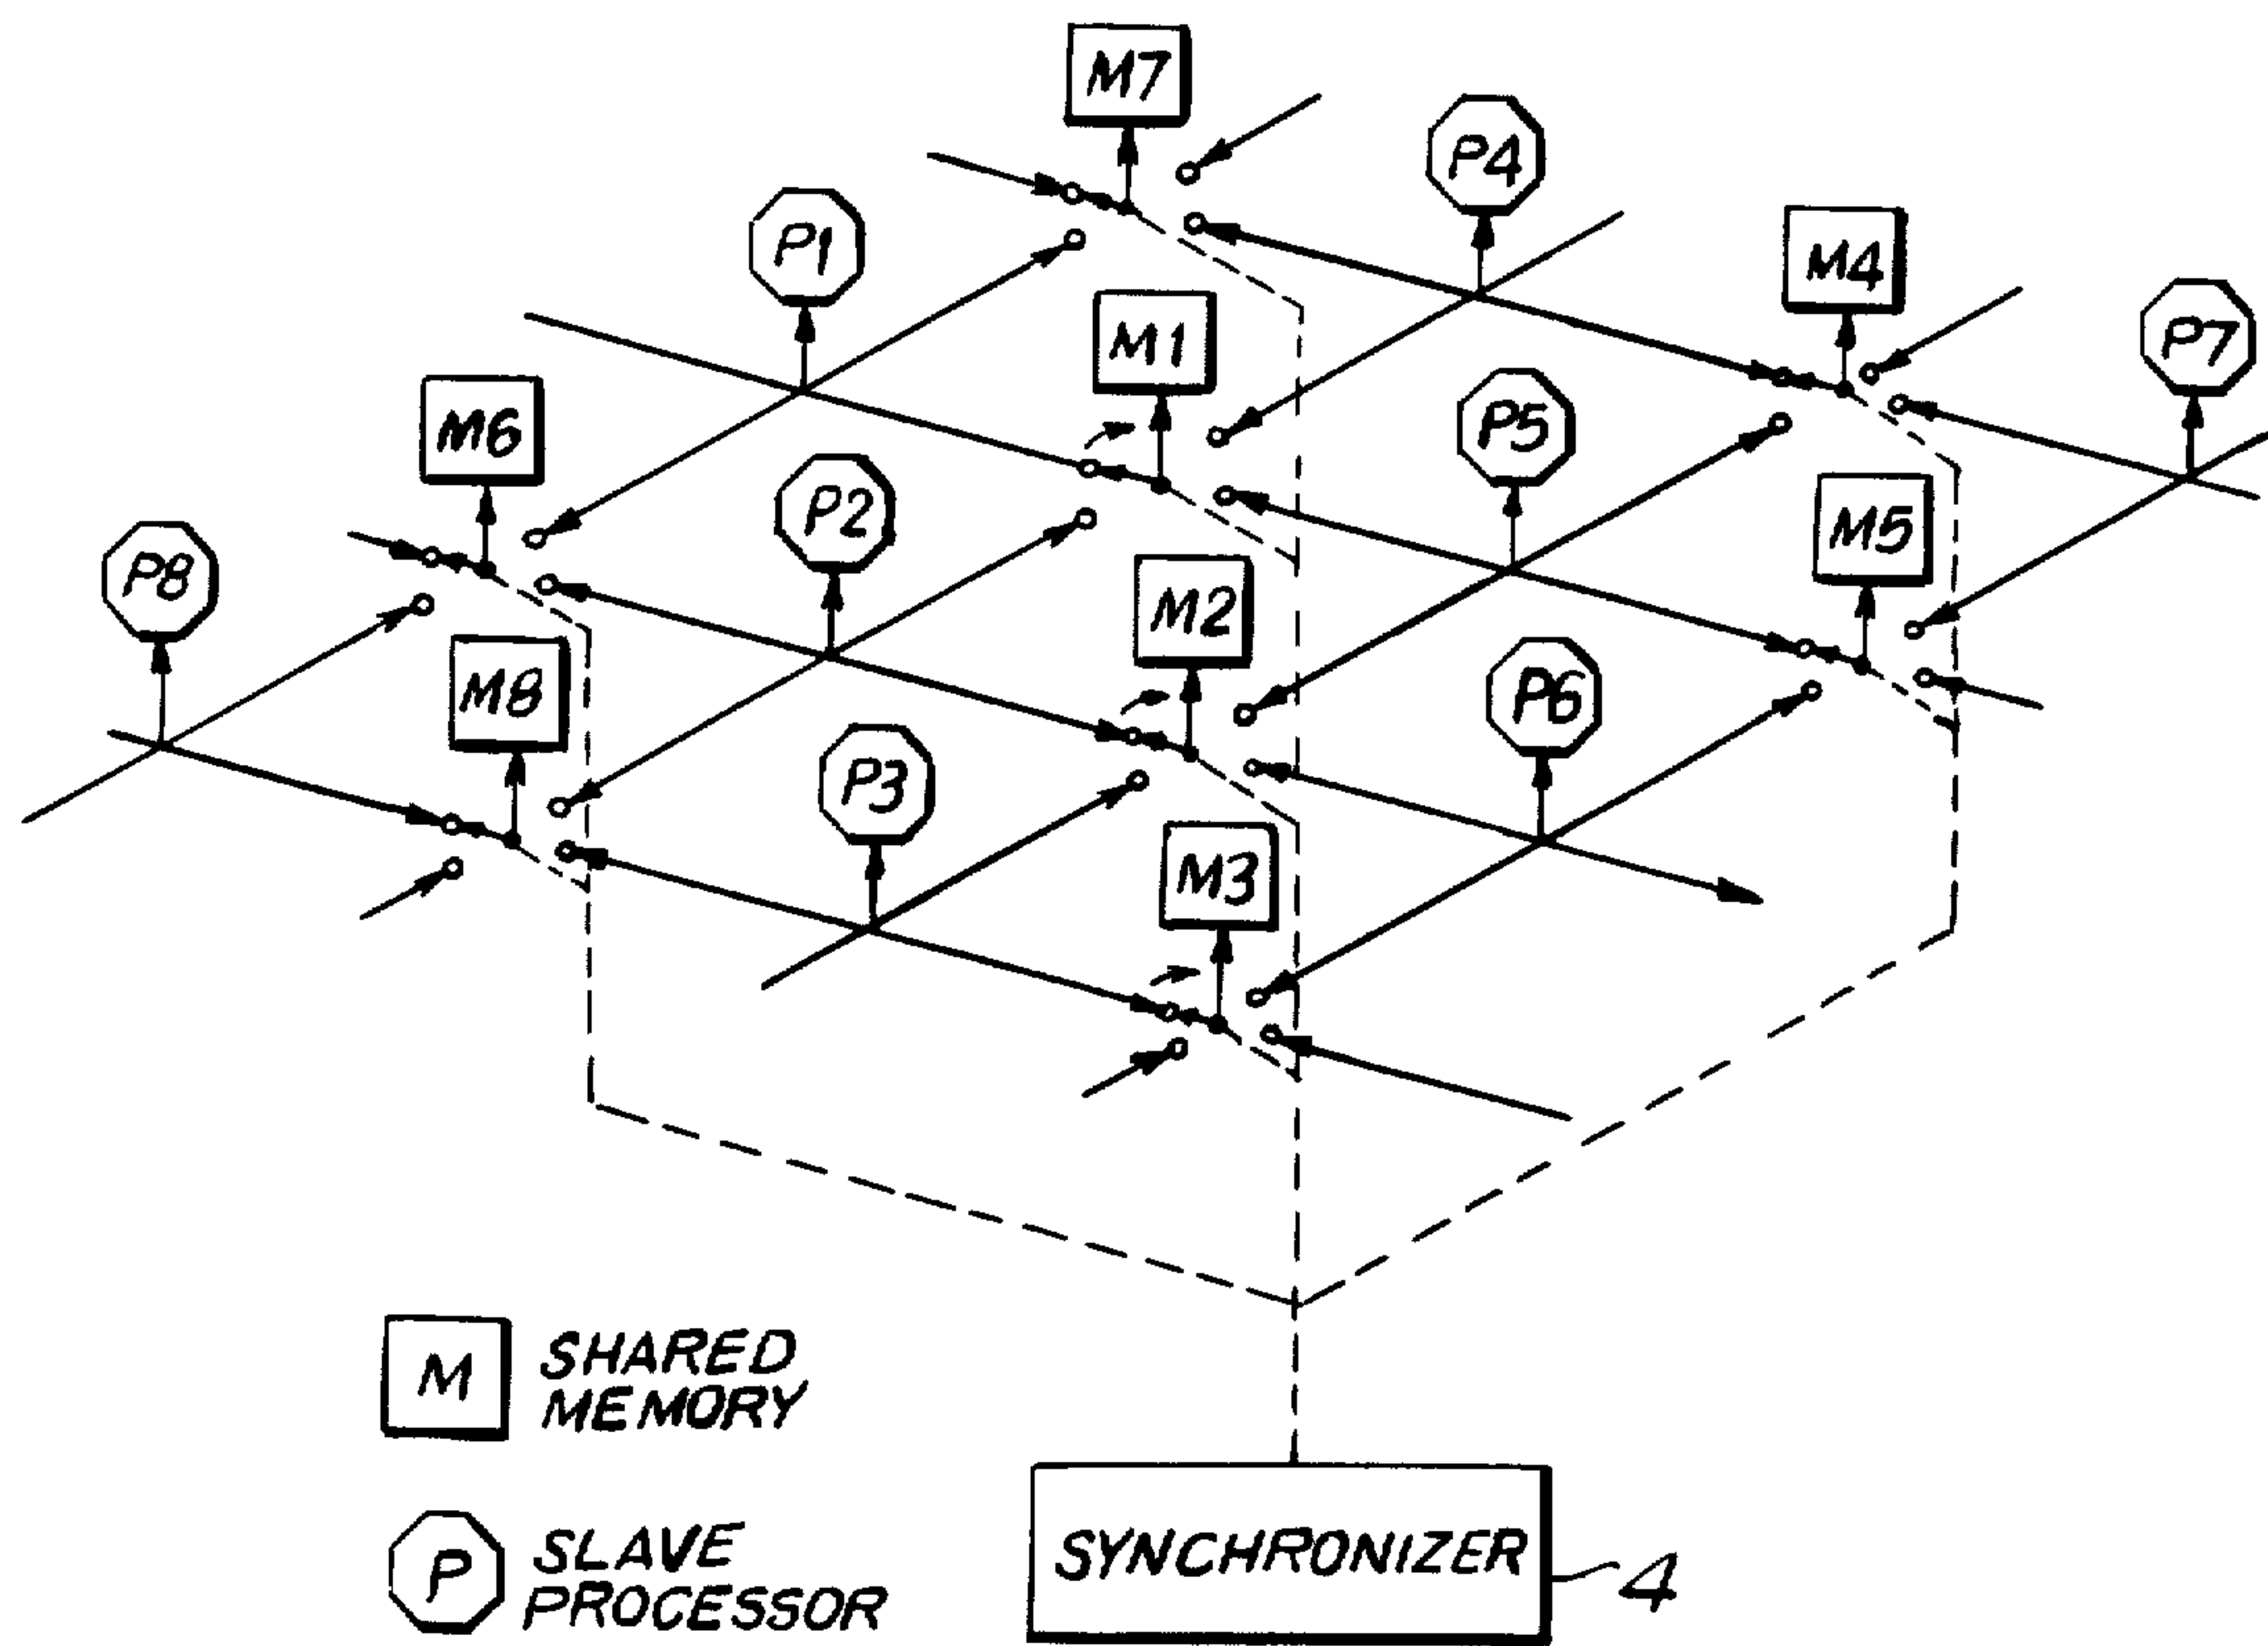 M7
P4
P1
M4
M1
P7
M6
P5
P2
M5
P8
M2
M8
P6
P3
M3
M
SHARED
MEMORY
P
SLAVE
PROCESSOR
SYNCHRONIZER
4